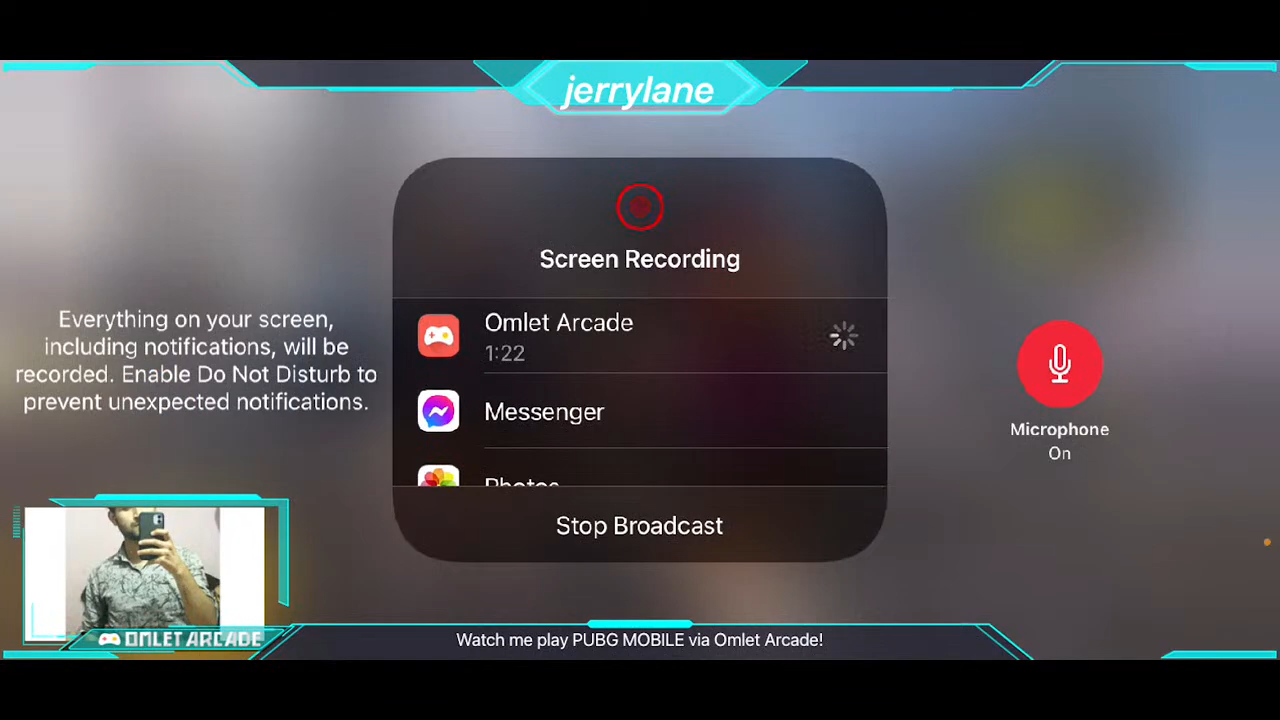 jerrylane
Screen Recording
Omlet Arcade
1:22
Messenger
Photos
Stop Broadcast
Everything on your screen,
including notifications, will be
recorded. Enable Do Not Disturb to
prevent unexpected notifications.
Microphone
On
OMLET ARCADE
Watch me play PUBG MOBILE via Omlet Arcade!